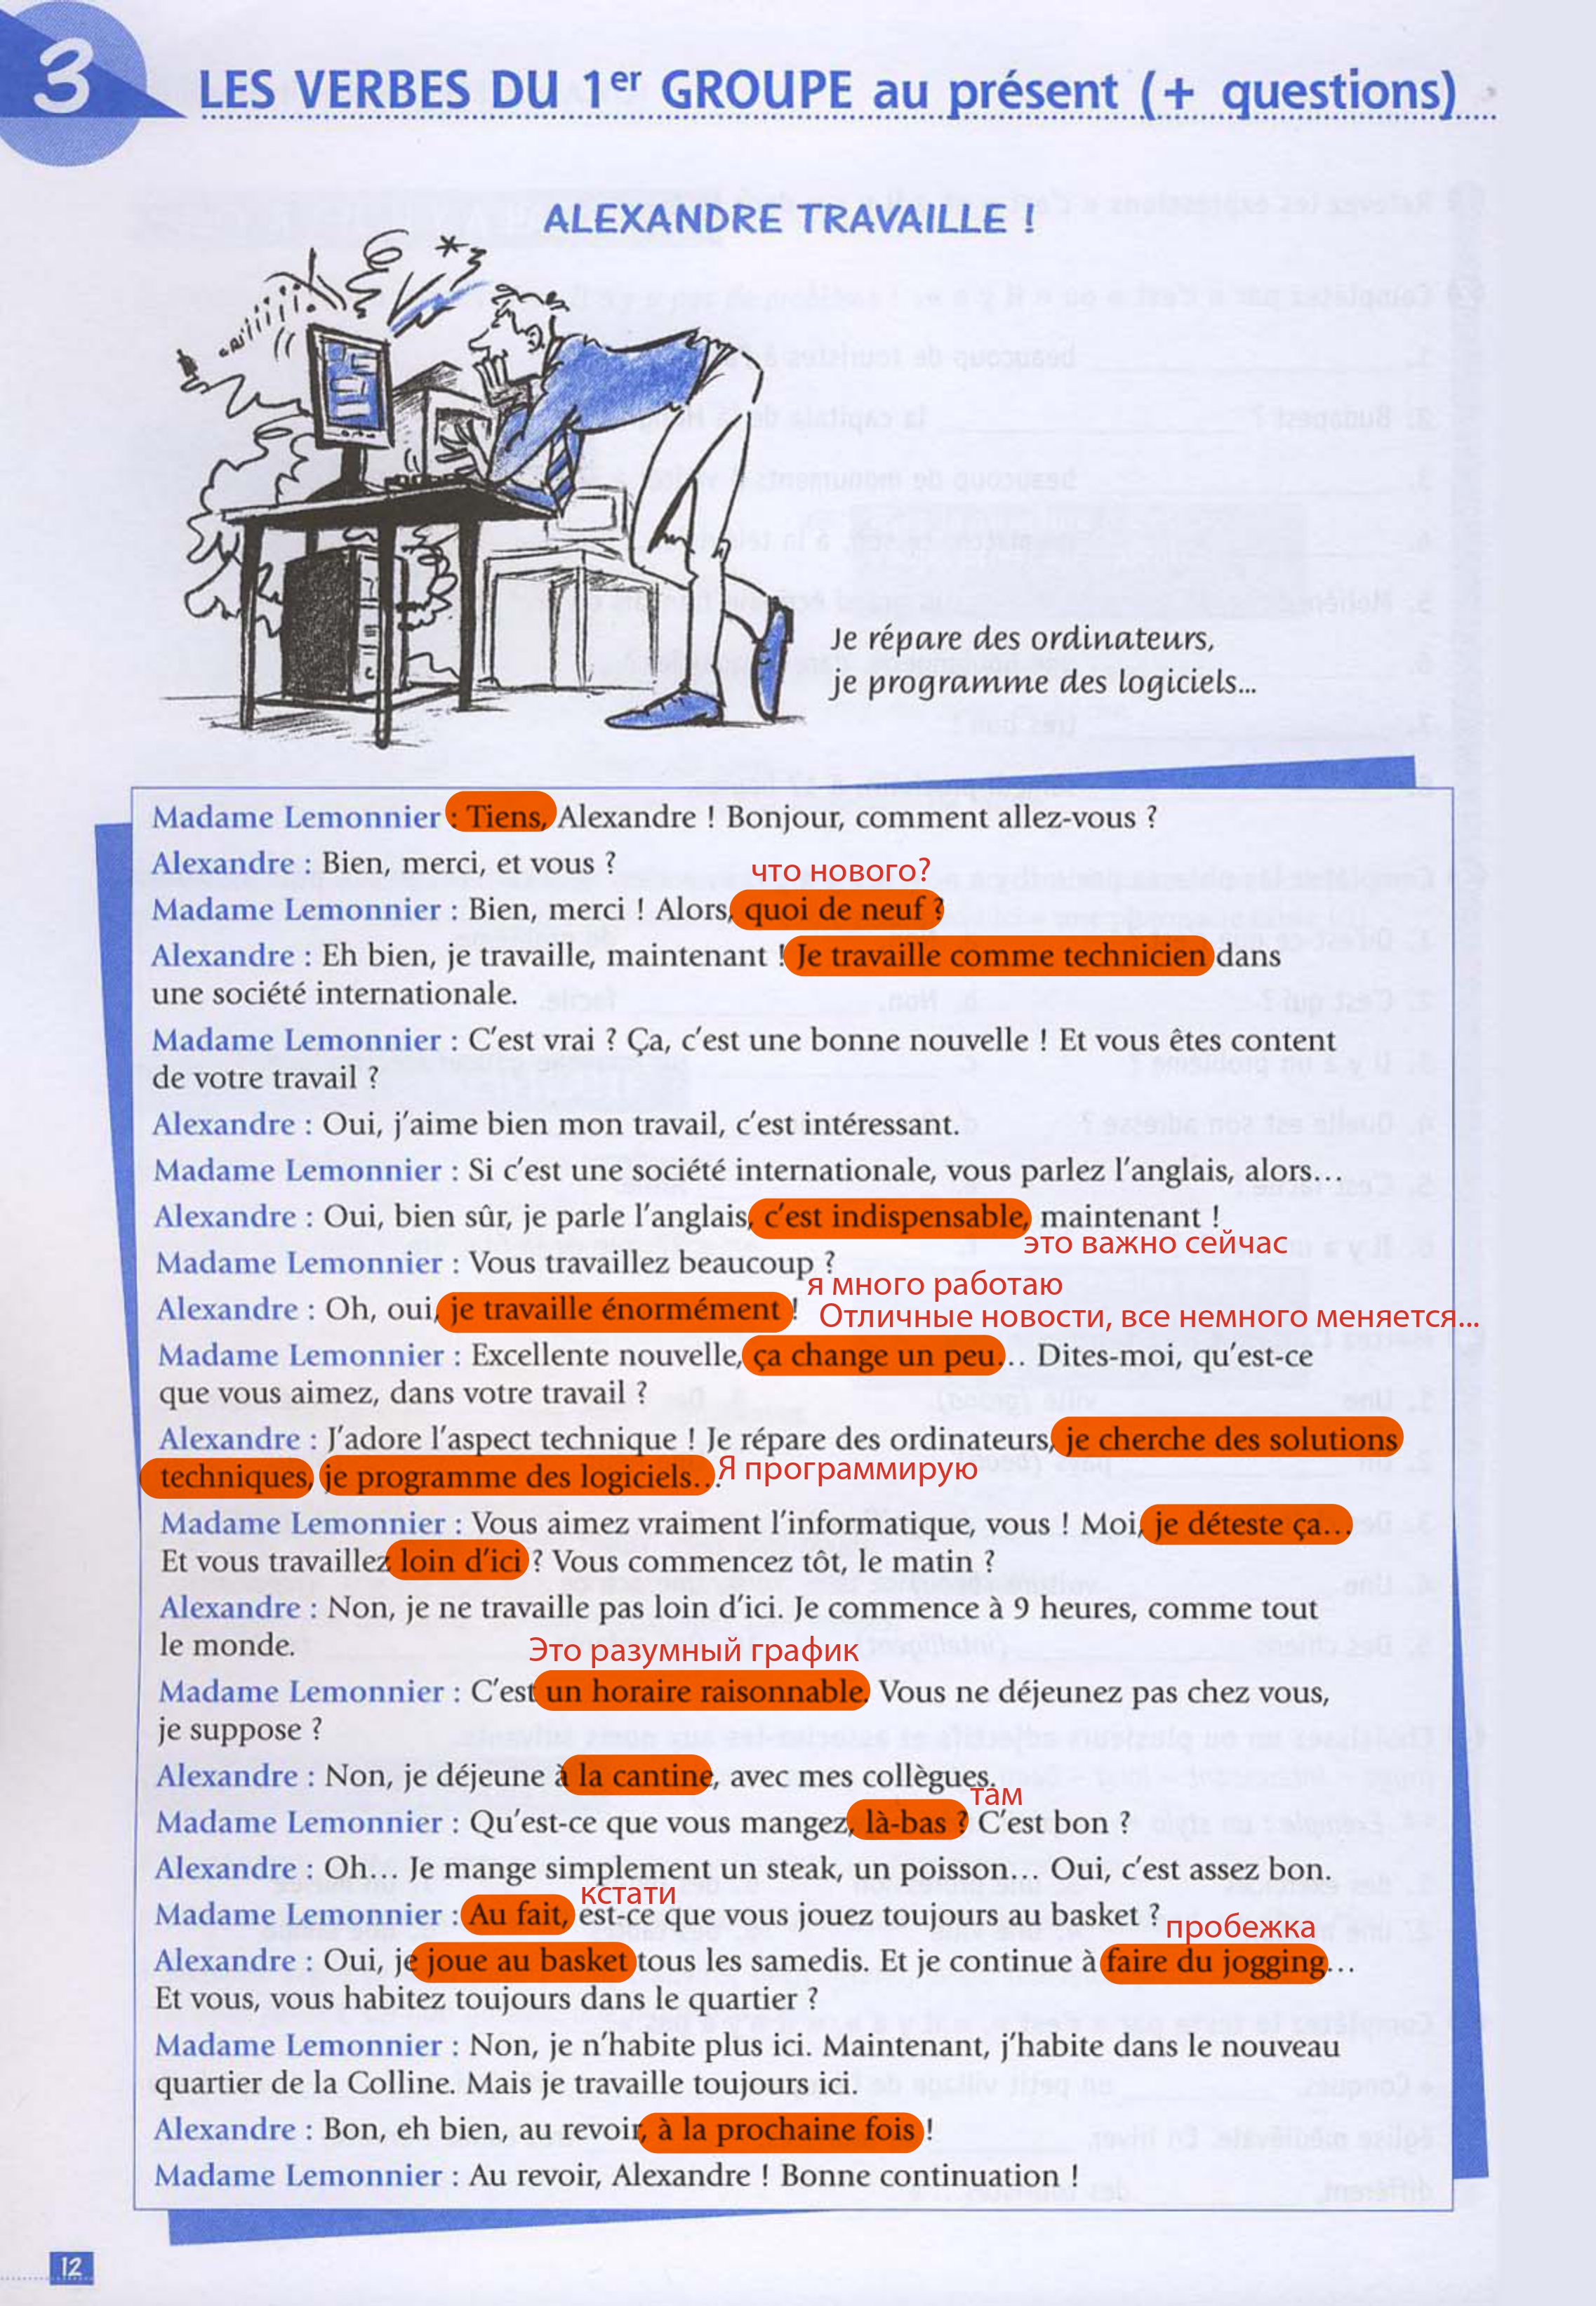 3
LES VERBES DU 1er GROUPE au présent (+ questions)
ALEXANDRE TRAVAILLE !
Je répare des ordinateurs,
je programme des logiciels...
Madame Lemonnier : Tiens, Alexandre ! Bonjour, comment allez-vous ?
Alexandre : Bien, merci, et vous ?
что нового?
Madame Lemonnier : Bien, merci ! Alors, quoi de neuf ?
Alexandre : Eh bien, je travaille, maintenant ! Je travaille comme technicien dans
une société internationale.
Madame Lemonnier : C'est vrai ? Ça, c'est une bonne nouvelle ! Et vous êtes content
de votre travail ?
Alexandre : Oui, j'aime bien mon travail, c'est intéressant.
Madame Lemonnier : Si c'est une société internationale, vous parlez l'anglais, alors...
Alexandre : Oui, bien sûr, je parle l'anglais, c'est indispensable, maintenant !
это важно сейчас
Madame Lemonnier : Vous travaillez beaucoup ?
я много работаю
Alexandre : Oh, oui, je travaille énormément !
Отличные новости, все немного меняется...
Madame Lemonnier : Excellente nouvelle, ça change un peu... Dites-moi, qu'est-ce
que vous aimez, dans votre travail ?
Alexandre : J'adore l'aspect technique ! Je répare des ordinateurs, je cherche des solutions
techniques, je programme des logiciels... Я программирую
Madame Lemonnier : Vous aimez vraiment l'informatique, vous ! Moi, je déteste ça...
Et vous travaillez loin d'ici ? Vous commencez tôt, le matin ?
Alexandre : Non, je ne travaille pas loin d'ici. Je commence à 9 heures, comme tout
le monde.
Это разумный график
Madame Lemonnier : C'est un horaire raisonnable. Vous ne déjeunez pas chez vous,
je suppose ?
Alexandre : Non, je déjeune à la cantine, avec mes collègues.
там
Madame Lemonnier : Qu'est-ce que vous mangez, là-bas ? C'est bon ?
Alexandre : Oh... Je mange simplement un steak, un poisson... Oui, c'est assez bon.
кстати
Madame Lemonnier : Au fait, est-ce que vous jouez toujours au basket ?
пробежка
Alexandre : Oui, je joue au basket tous les samedis. Et je continue à faire du jogging...
Et vous, vous habitez toujours dans le quartier ?
Madame Lemonnier : Non, je n'habite plus ici. Maintenant, j'habite dans le nouveau
quartier de la Colline. Mais je travaille toujours ici.
Alexandre : Bon, eh bien, au revoir, à la prochaine fois !
Madame Lemonnier : Au revoir, Alexandre ! Bonne continuation !
12